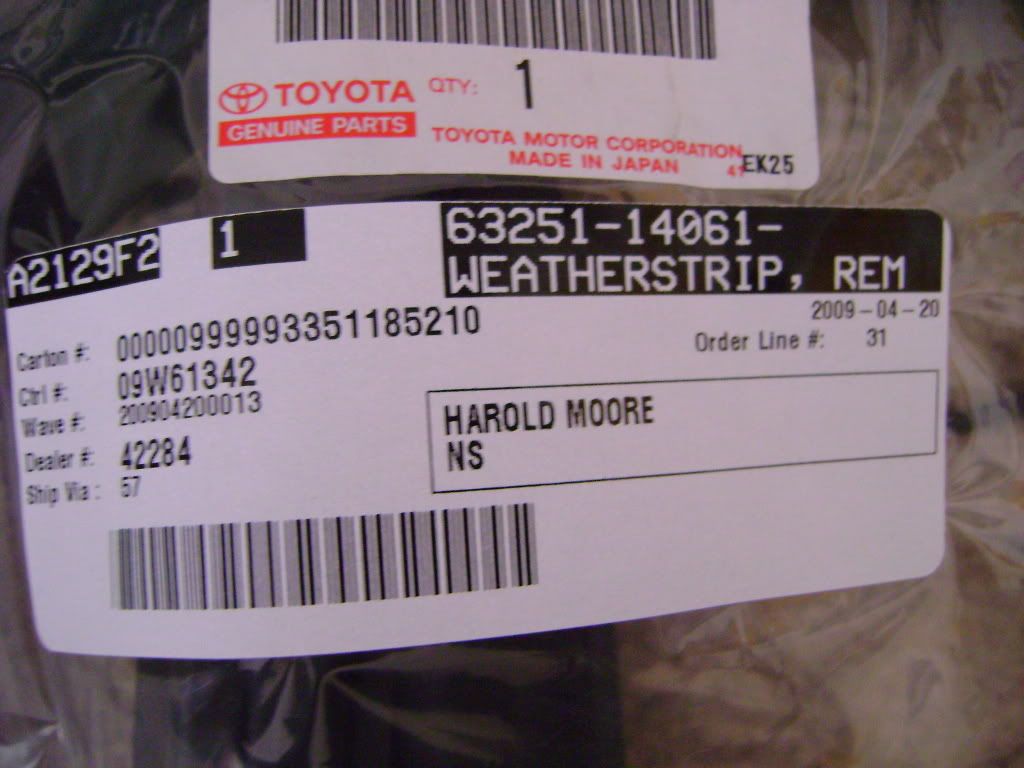 TOYOTA QTY: 1
GENUINE PARTS
TOYOTA MOTOR CORPORATION
MADE IN JAPAN 41 EK25
A2129F2 1 63251-14061-
WEATHERSTRIP, REM
2009-04-20
Carton #: 00000999993351185210
Order Line #: 31
Ctrl #: 09W61342
Wave #: 200904200013
Dealer #: 42284
Ship Via: 57
HAROLD MOORE
NS